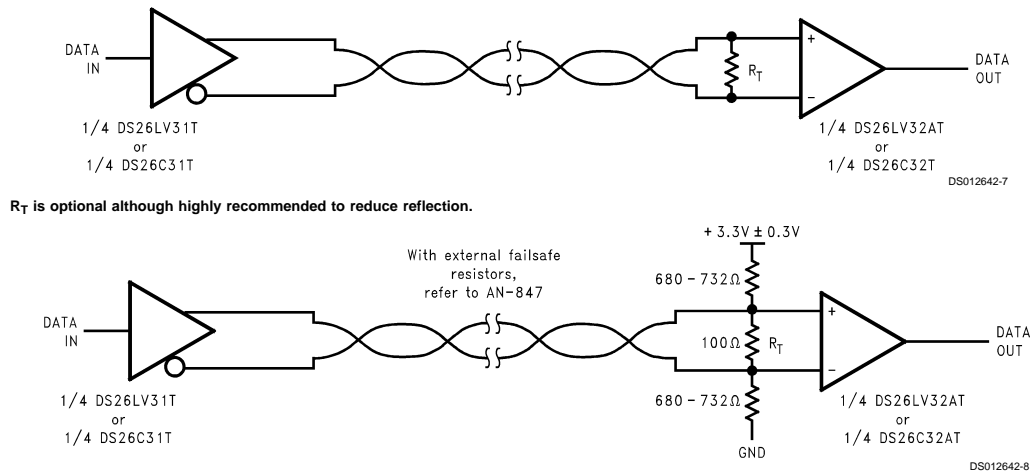 DATA
IN
R_T
+
−
DATA
OUT
1/4 DS26LV31T
or
1/4 DS26C31T
1/4 DS26LV32AT
or
1/4 DS26C32T
DS012642-7
R_T is optional although highly recommended to reduce reflection.
+ 3.3V ± 0.3V
With external failsafe
resistors,
refer to AN-847
680 – 732Ω
DATA
IN
+
100Ω R_T
−
DATA
OUT
680 – 732Ω
1/4 DS26LV31T
or
1/4 DS26C31T
1/4 DS26LV32AT
or
1/4 DS26C32AT
GND
DS012642-8